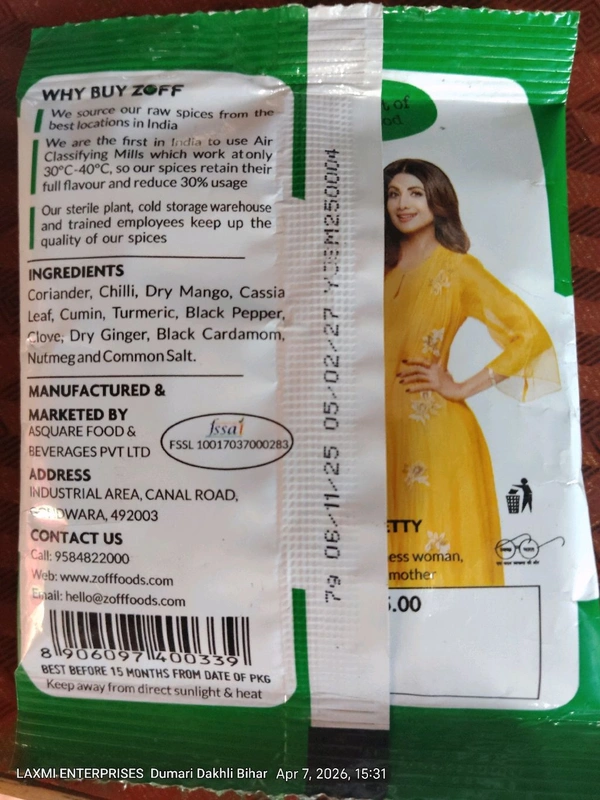 WHY BUY ZOFF
We source our raw spices from the
best locations in India
We are the first in India to use Air
Classifying Mills which work at only
30°C-40°C, so our spices retain their
full flavour and reduce 30% usage
Our sterile plant, cold storage warehouse
and trained employees keep up the
quality of our spices
INGREDIENTS
Coriander, Chilli, Dry Mango, Cassia
Leaf, Cumin, Turmeric, Black Pepper,
Clove, Dry Ginger, Black Cardamom,
Nutmeg and Common Salt.
MANUFACTURED &
MARKETED BY
ASQUARE FOOD &
BEVERAGES PVT LTD
fssai
FSSL 10017037000283
ADDRESS
INDUSTRIAL AREA, CANAL ROAD,
492003
CONTACT US
Call: 9584822000
Web: www.zofffoods.com
Email: hello@zofffoods.com
8 906097 400339
BEST BEFORE 15 MONTHS FROM DATE OF PKG
Keep away from direct sunlight & heat
7g 06/11/25 05/02/27
of
ETTY
ess woman,
mother
.00
LAXMI ENTERPRISES Dumari Dakhli Bihar Apr 7, 2026, 15:31